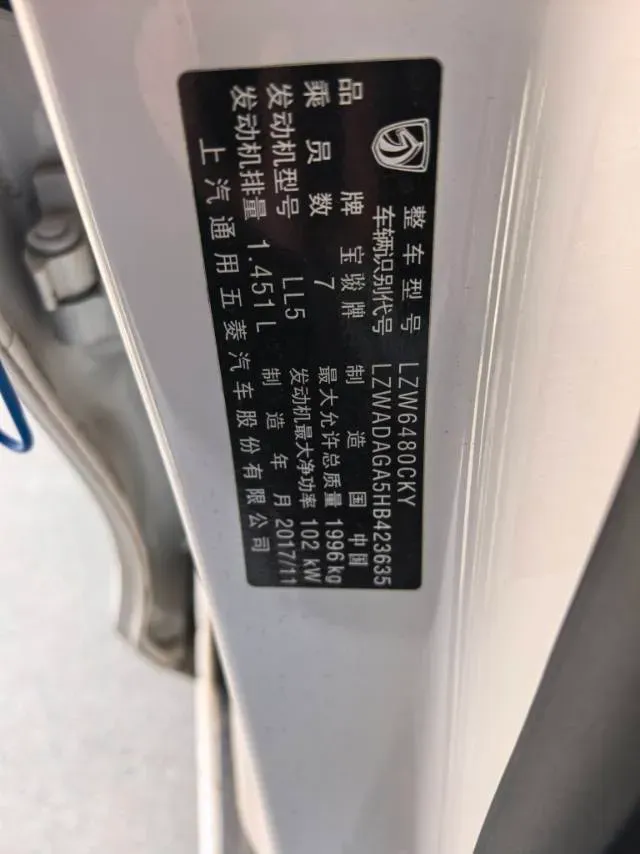 整车型号 LZW6480CKY
车辆识别代号 LZWADAGA5HB423635
品牌 宝骏牌 制造国 中国
乘员数 7 最大允许总质量 1996kg
发动机型号 LL5 发动机最大净功率 102 kW
发动机排量 1.451L 制造年月 2017/11
上汽通用五菱汽车股份有限公司